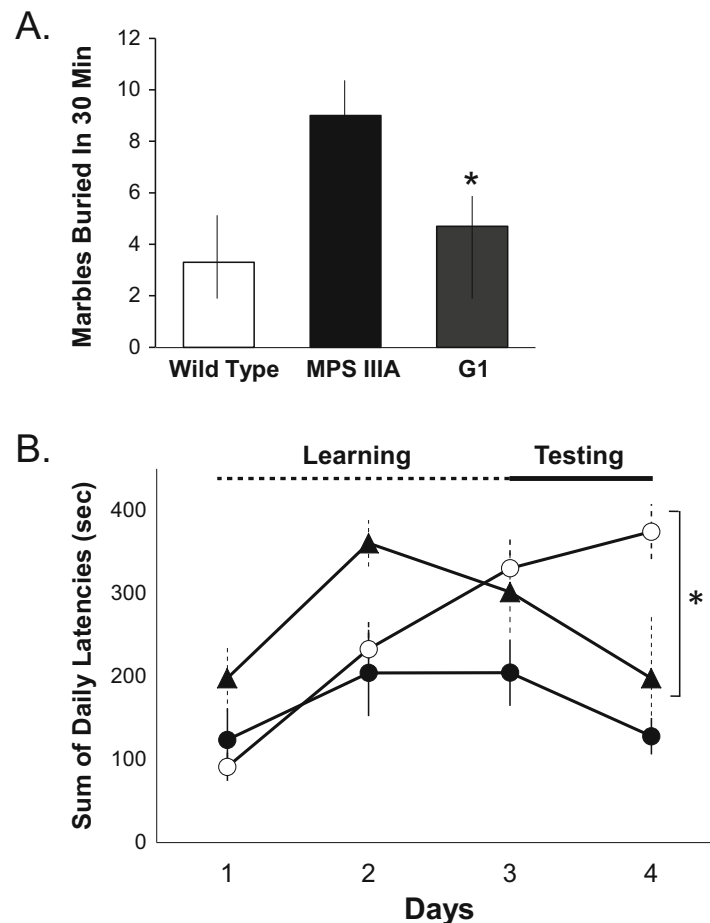 A.
Marbles Buried In 30 Min
12
10
8
6
4
2
0
*
Wild Type MPS IIIA G1
B.
Learning Testing
Sum of Daily Latencies (sec)
400
300
200
100
0
*
1 2 3 4
Days